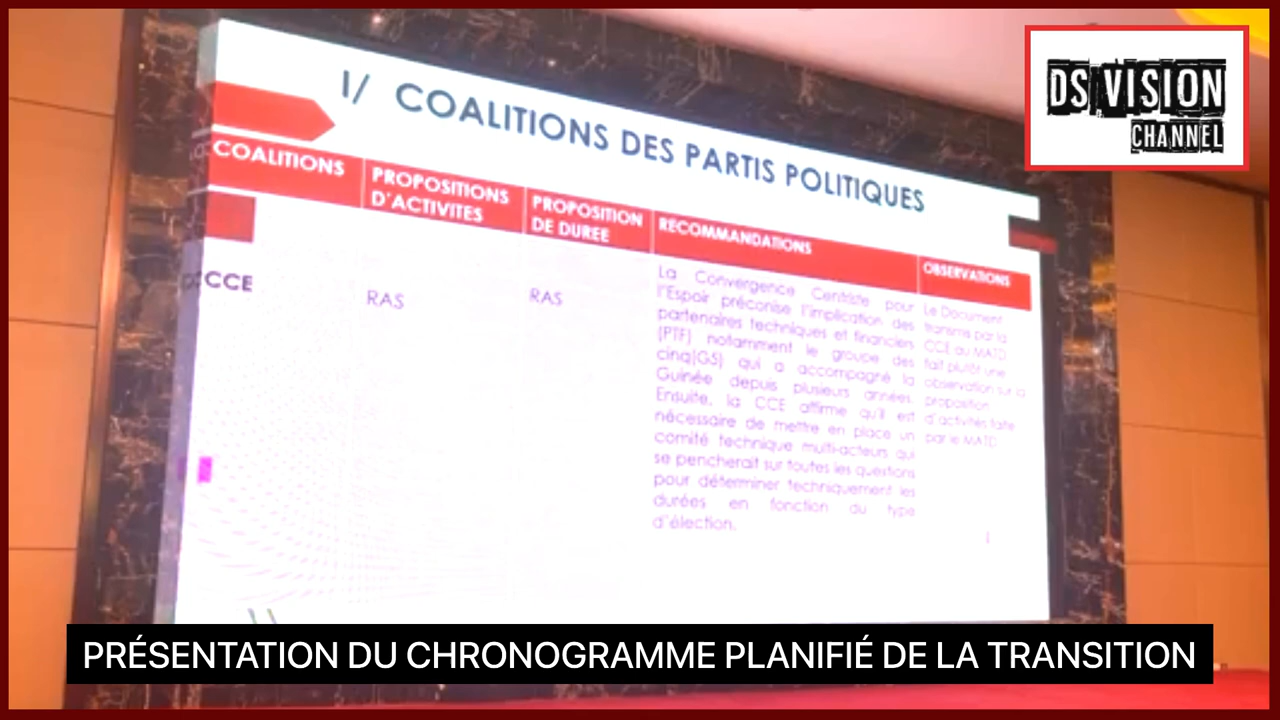 DS VISION
CHANNEL
I/ COALITIONS DES PARTIS POLITIQUES
COALITIONS
PROPOSITIONS
D'ACTIVITES
PROPOSITION
DE DUREE
RECOMMANDATIONS
OBSERVATIONS
CCE
RAS
RAS
La Convergence Centriste pour
l'Espoir préconise l'implication des
partenaires techniques et financiers
(PTF) notamment le groupe des
cinq(G5) qui a accompagné la
Guinée depuis plusieurs années.
Ensuite, la CCE affirme qu'il est
nécessaire de mettre en place un
comité technique multi-acteurs qui
se pencherait sur toutes les questions
pour déterminer techniquement les
durées en fonction du type
d'élection.
Le Document
transmis par la
CCE au MATD
fait plutôt une
observation sur la
proposition
d'activités faite
par le MATD
PRÉSENTATION DU CHRONOGRAMME PLANIFIÉ DE LA TRANSITION